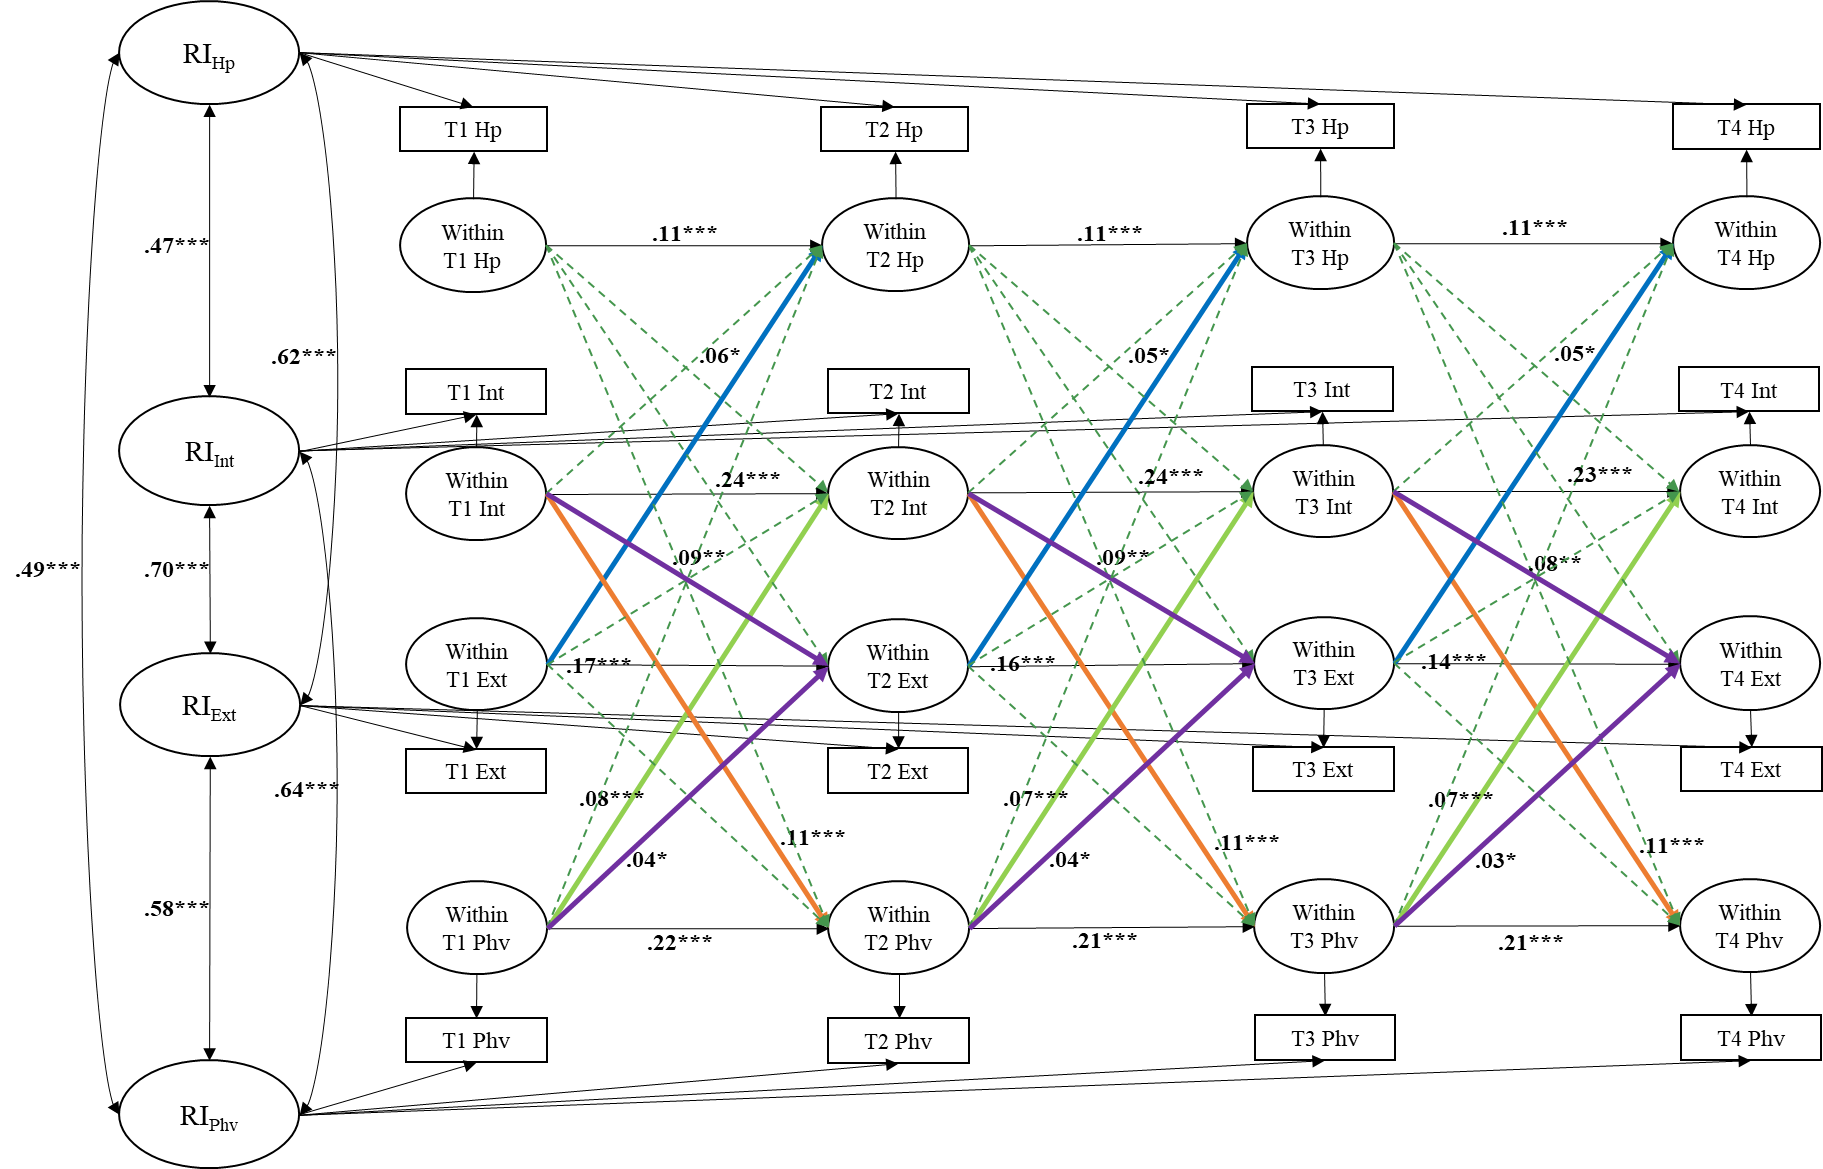 RIHp
T1 Hp
T2 Hp
T3 Hp
T4 Hp
Within
T1 Hp
.11***
Within
T2 Hp
.11***
Within
T3 Hp
.11***
Within
T4 Hp
.47***
.62***
.06*
.05*
.05*
T1 Int
T2 Int
T3 Int
T4 Int
RIInt
Within
T1 Int
.24***
Within
T2 Int
.24***
Within
T3 Int
.23***
Within
T4 Int
.49***
.70***
.09**
.09**
.08**
Within
T1 Ext
.17***
Within
T2 Ext
.16***
Within
T3 Ext
.14***
Within
T4 Ext
RIExt
T1 Ext
T2 Ext
T3 Ext
T4 Ext
.64***
.08***
.07***
.07***
.11***
.11***
.11***
.04*
.04*
.03*
.58***
Within
T1 Phv
.22***
Within
T2 Phv
.21***
Within
T3 Phv
.21***
Within
T4 Phv
T1 Phv
T2 Phv
T3 Phv
T4 Phv
RIPhv